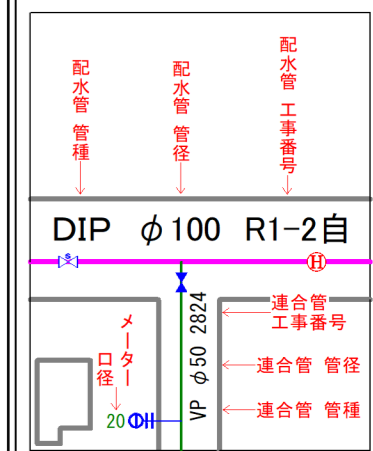 配水管 管種
配水管 管径
配水管 工事番号
DIP φ100 R1-2自
S
H
VP φ50 2824
連合管
工事番号
連合管 管径
連合管 管種
メーター
口径
20